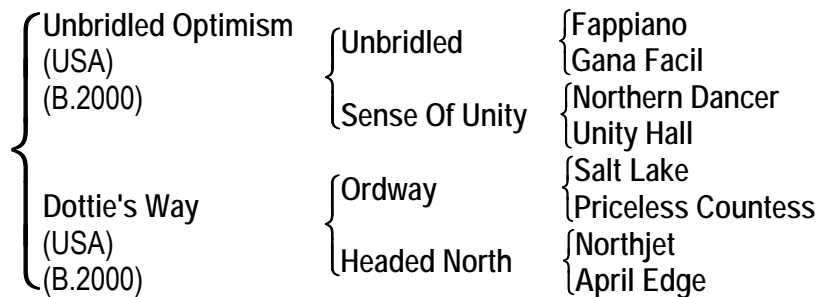 Unbridled Optimism
(USA)
(B.2000)
Unbridled
Fappiano
Gana Facil
Sense Of Unity
Northern Dancer
Unity Hall
Dottie's Way
(USA)
(B.2000)
Ordway
Salt Lake
Priceless Countess
Headed North
Northjet
April Edge